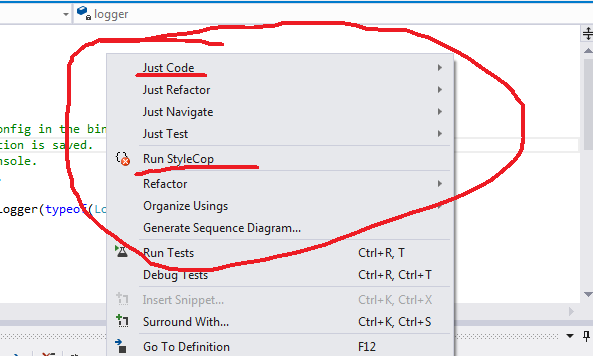 logger
Just Code
Just Refactor
Just Navigate
Just Test
Run StyleCop
Refactor
Organize Usings
Generate Sequence Diagram...
Run Tests Ctrl+R, T
Debug Tests Ctrl+R, Ctrl+T
Insert Snippet... Ctrl+K, Ctrl+X
Surround With... Ctrl+K, Ctrl+S
Go To Definition F12
onfig in the bin
tion is saved.
nsole.
Logger(typeof(Lo